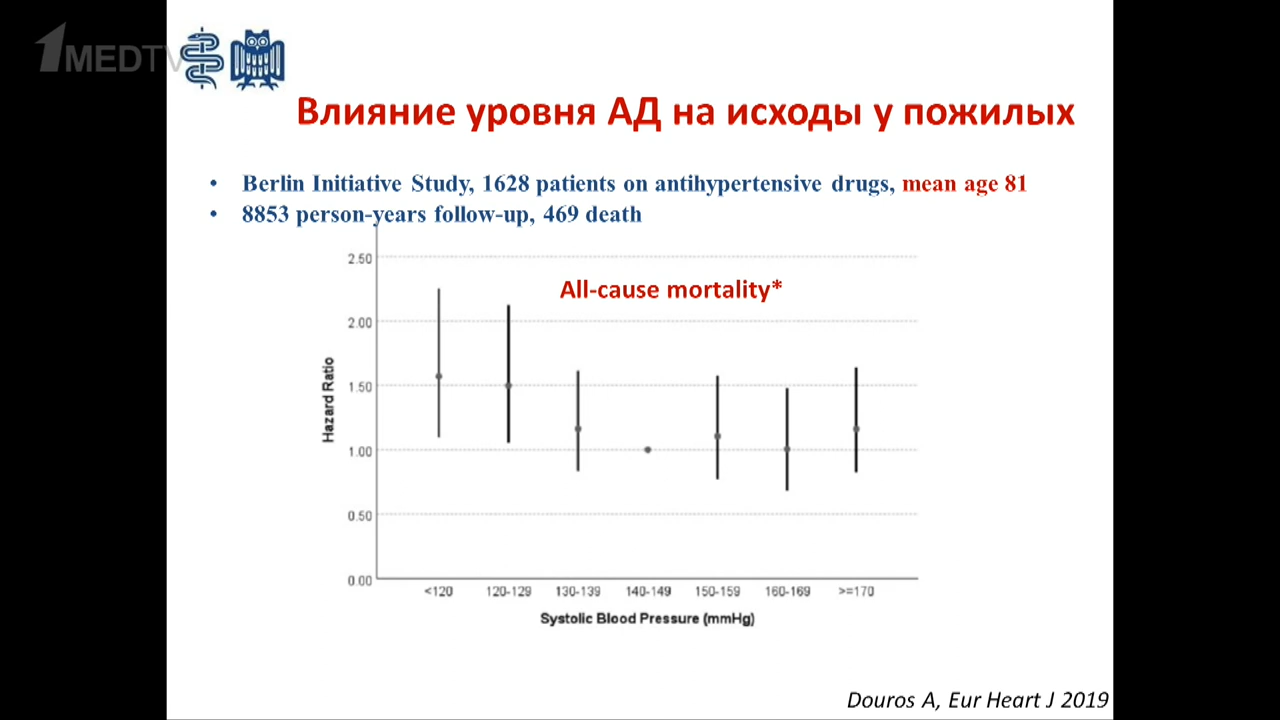 1MEDTV
Влияние уровня АД на исходы у пожилых
• Berlin Initiative Study, 1628 patients on antihypertensive drugs, mean age 81
• 8853 person-years follow-up, 469 death
All-cause mortality*
2.50
2.00
1.50
1.00
0.50
0.00
Hazard Ratio
<120 120-129 130-139 140-149 150-159 160-169 >=170
Systolic Blood Pressure (mmHg)
Douros A, Eur Heart J 2019